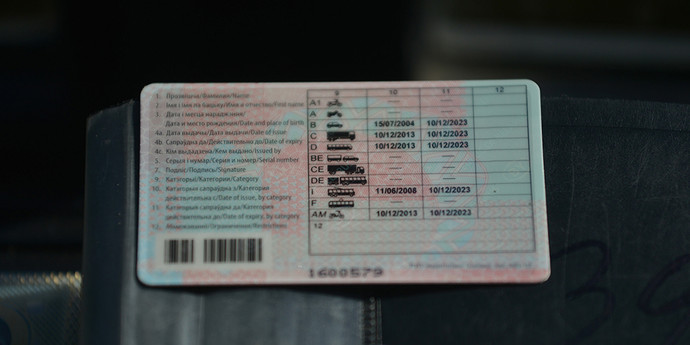 1. Прозвішча/Фамилия/Name
2. Імя і імя па бацьку/Имя и отчество/First name
3. Дата і месца нараджэння/
Дата и место рождения/Date and place of birth
4a. Дата выдачы/Дата выдачи/Date of issue
4b. Сапраўдна да/Действительно до/Date of expiry
4c. Кім выдадзена/Кем выдано/Issued by
5. Серыя і нумар/Серия и номер/Serial number
7. Подпіс/Подпись/Signature
9. Катэгорыі/Категории/Category
10. Катэгорыя сапраўдна з/Категория
действительна с/Date of issue, by category
11. Катэгорыя сапраўдна да/Категория
действительна до/Date of expiry, by category
12. Абмежаванні/Ограничения/Restrictions
9 10 11 12
A1 — —
A — —
B 15/07/2004 10/12/2023
C 10/12/2013 10/12/2023
D 10/12/2013 10/12/2023
BE — —
CE — —
DE — —
I 11/06/2008 10/12/2023
F — —
AM 10/12/2013 10/12/2023
12
1600579